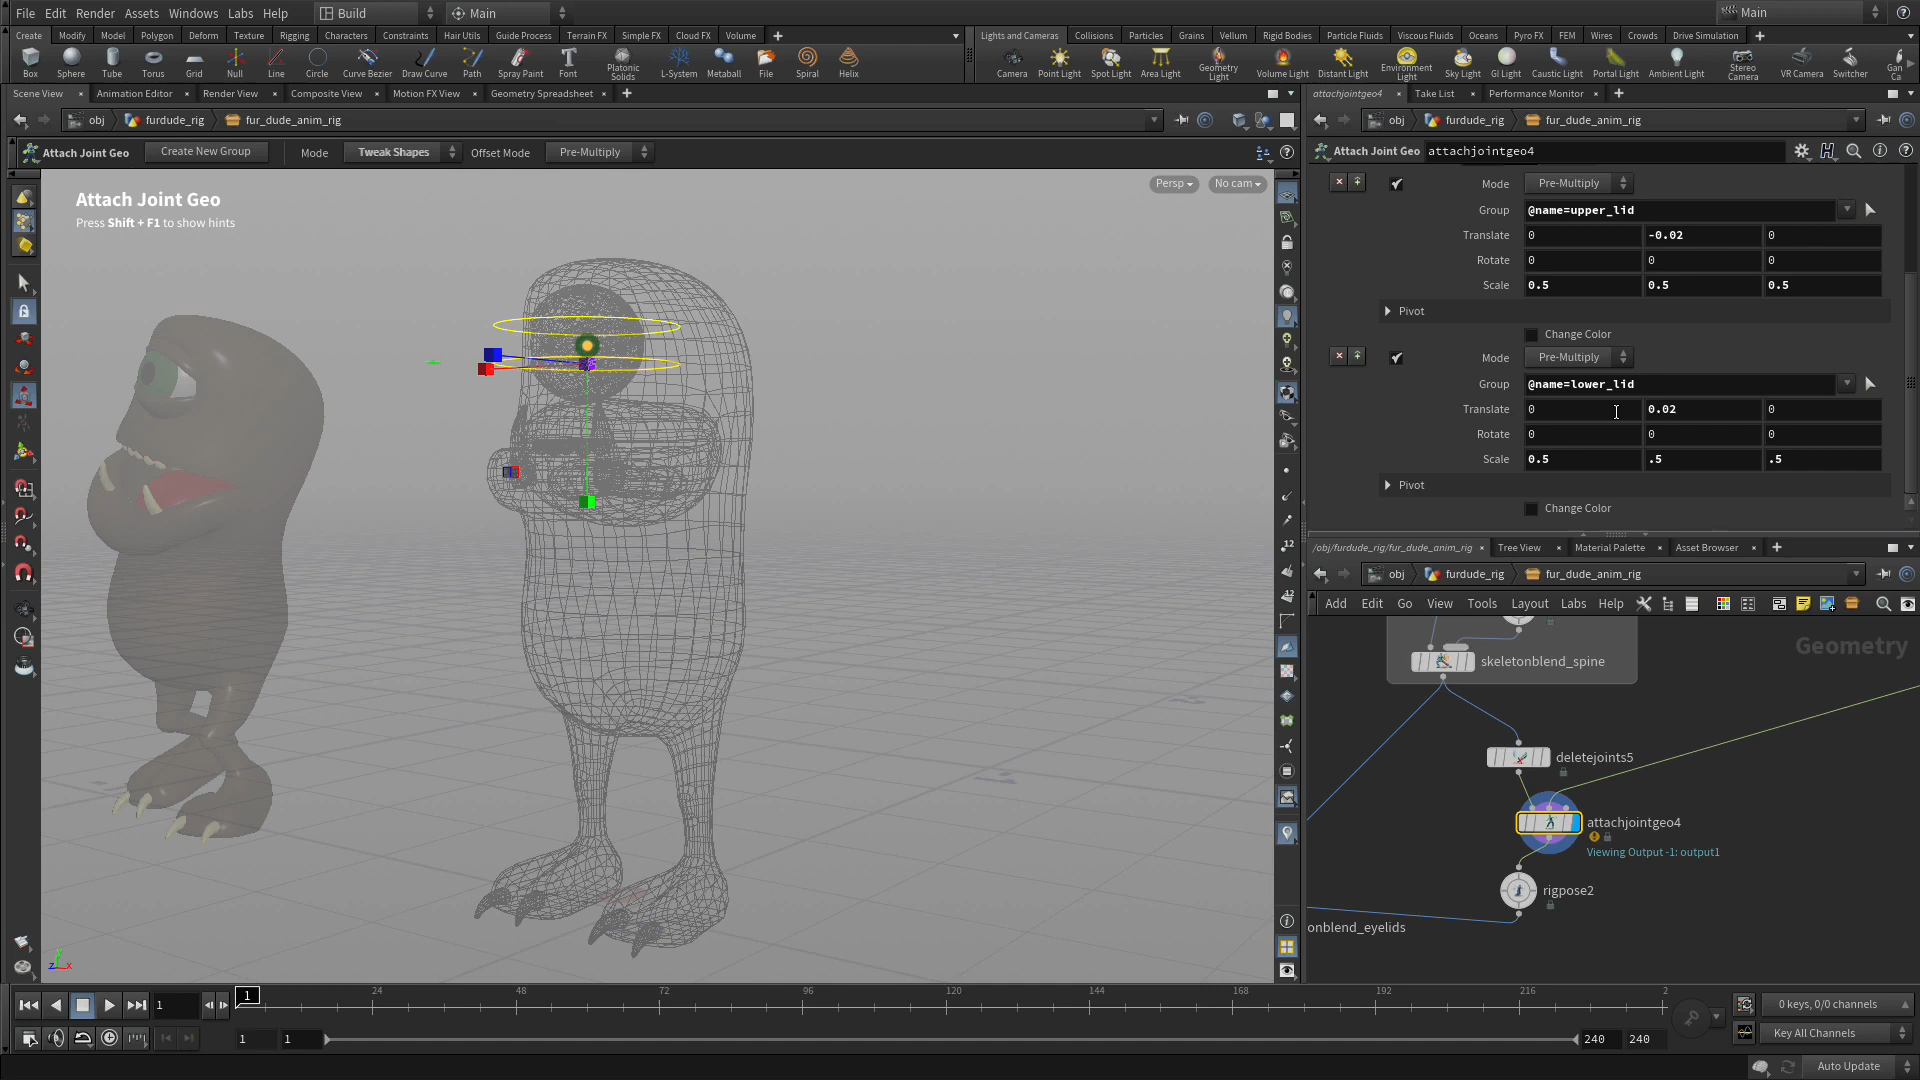 File Edit Render Assets Windows Labs Help Build Main Main
Create Modify Model Polygon Deform Texture Rigging Characters Constraints Hair Utils Guide Process Terrain FX Simple FX Cloud FX Volume
Lights and Cameras Collisions Particles Grains Vellum Rigid Bodies Particle Fluids Viscous Fluids Oceans Pyro FX FEM Wires Crowds Drive Simulation
Box Sphere Tube Torus Grid Null Line Circle Curve Bezier Draw Curve Path Spray Paint Font Platonic Solids L-System Metaball File Spiral Helix
Camera Point Light Spot Light Area Light Geometry Light Volume Light Distant Light Environment Light Sky Light GI Light Caustic Light Portal Light Ambient Light Stereo Camera VR Camera Switcher Gan Ca
Scene View Animation Editor Render View Composite View Motion FX View Geometry Spreadsheet
attachjointgeo4 Take List Performance Monitor
obj furdude_rig fur_dude_anim_rig
obj furdude_rig fur_dude_anim_rig
Attach Joint Geo Create New Group Mode Tweak Shapes Offset Mode Pre-Multiply
Attach Joint Geo attachjointgeo4
Attach Joint Geo
Press Shift + F1 to show hints
Persp No cam
Mode Pre-Multiply
Group @name=upper_lid
Translate 0 -0.02 0
Rotate 0 0 0
Scale 0.5 0.5 0.5
Pivot
Change Color
Mode Pre-Multiply
Group @name=lower_lid
Translate 0 0.02 0
Rotate 0 0 0
Scale 0.5 .5 .5
Pivot
Change Color
/obj/furdude_rig/fur_dude_anim_rig Tree View Material Palette Asset Browser
obj furdude_rig fur_dude_anim_rig
Add Edit Go View Tools Layout Labs Help
Geometry
skeletonblend_spine
deletejoints5
attachjointgeo4
Viewing Output -1: output1
rigpose2
onblend_eyelids
12
12
y
z x
1 1 24 48 72 96 120 144 168 192 216 2
0 keys, 0/0 channels
1 1 240 240
Key All Channels
Auto Update